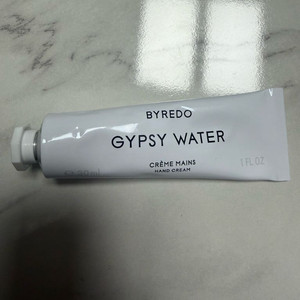 BYREDO
GYPSY WATER
CRÈME MAINS
HAND CREAM
1 FL OZ